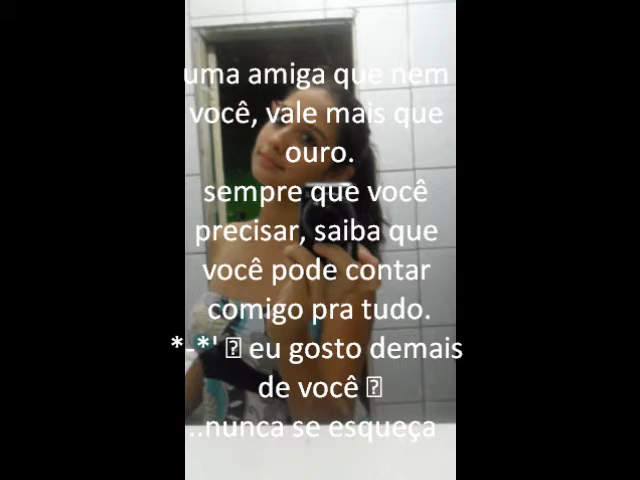 uma amiga que nem
você, vale mais que
ouro.
sempre que você
precisar, saiba que
você pode contar
comigo pra tudo.
*-*' 🠂 eu gosto demais
de você 🠂
..nunca se esqueça